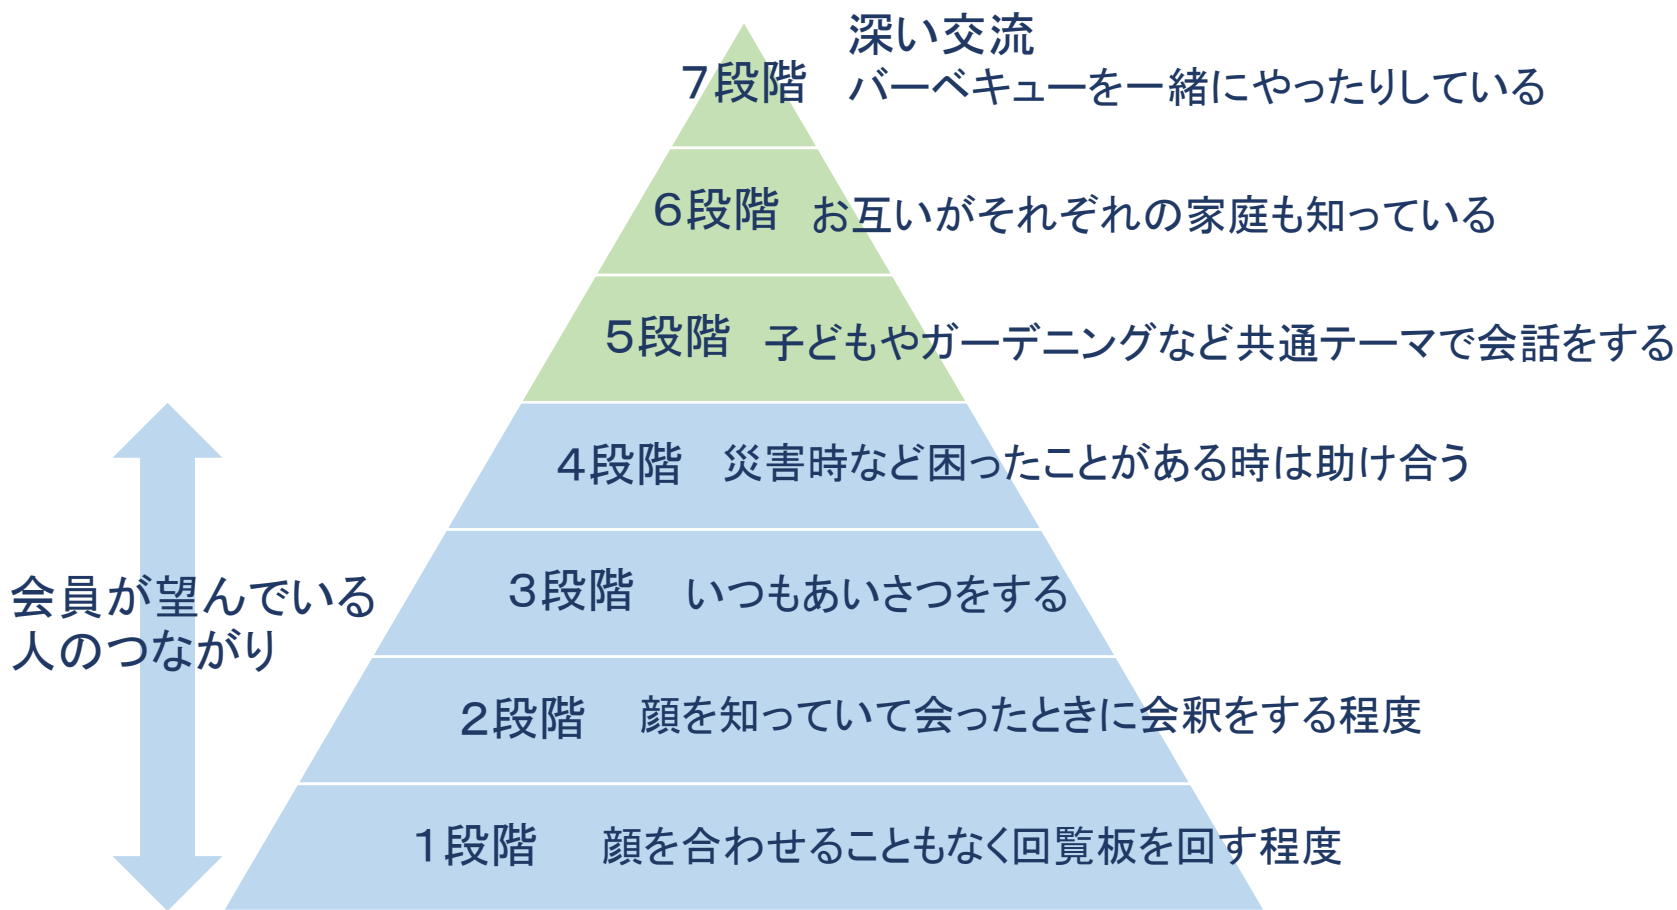 深い交流
7段階 バーベキューを一緒にやったりしている
6段階 お互いがそれぞれの家庭も知っている
5段階 子どもやガーデニングなど共通テーマで会話をする
4段階 災害時など困ったことがある時は助け合う
3段階 いつもあいさつをする
会員が望んでいる
人のつながり
2段階 顔を知っていて会ったときに会釈をする程度
1段階 顔を合わせることもなく回覧板を回す程度